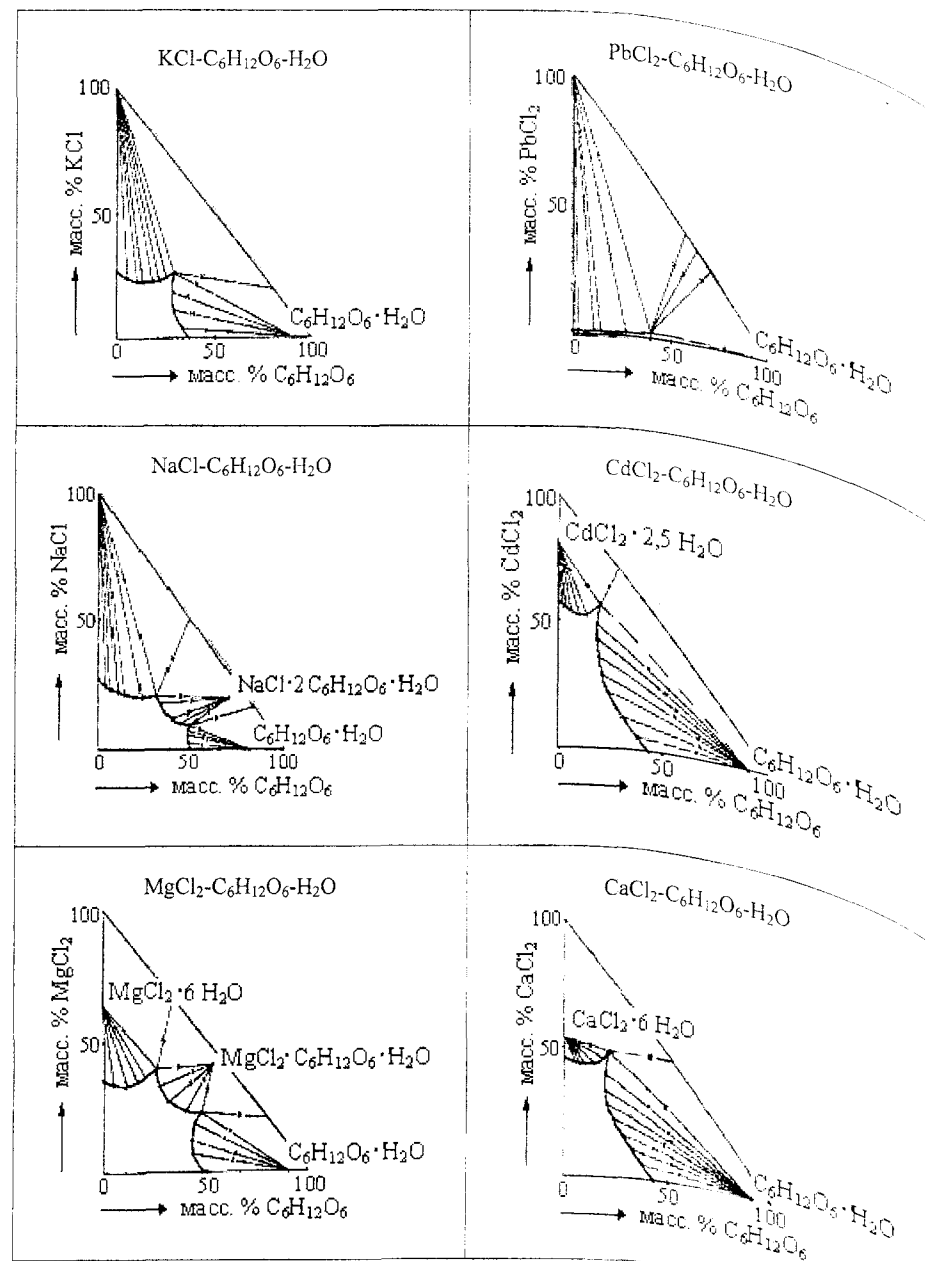 KCl-C₆H₁₂O₆-H₂O
100
50
масс. % KCl
C₆H₁₂O₆·H₂O
0 50 100
масс. % C₆H₁₂O₆
PbCl₂-C₆H₁₂O₆-H₂O
100
50
масс. % PbCl₂
C₆H₁₂O₆·H₂O
0 50 100
масс. % C₆H₁₂O₆
NaCl-C₆H₁₂O₆-H₂O
100
50
масс. % NaCl
NaCl·2 C₆H₁₂O₆·H₂O
C₆H₁₂O₆·H₂O
0 50 100
масс. % C₆H₁₂O₆
CdCl₂-C₆H₁₂O₆-H₂O
100
CdCl₂·2,5 H₂O
50
масс. % CdCl₂
C₆H₁₂O₆·H₂O
0 50 100
масс. % C₆H₁₂O₆
MgCl₂-C₆H₁₂O₆-H₂O
100
MgCl₂·6 H₂O
50
масс. % MgCl₂
MgCl₂·C₆H₁₂O₆·H₂O
C₆H₁₂O₆·H₂O
0 50 100
масс. % C₆H₁₂O₆
CaCl₂-C₆H₁₂O₆-H₂O
100
CaCl₂·6 H₂O
50
масс. % CaCl₂
C₆H₁₂O₆·H₂O
0 50 100
масс. % C₆H₁₂O₆